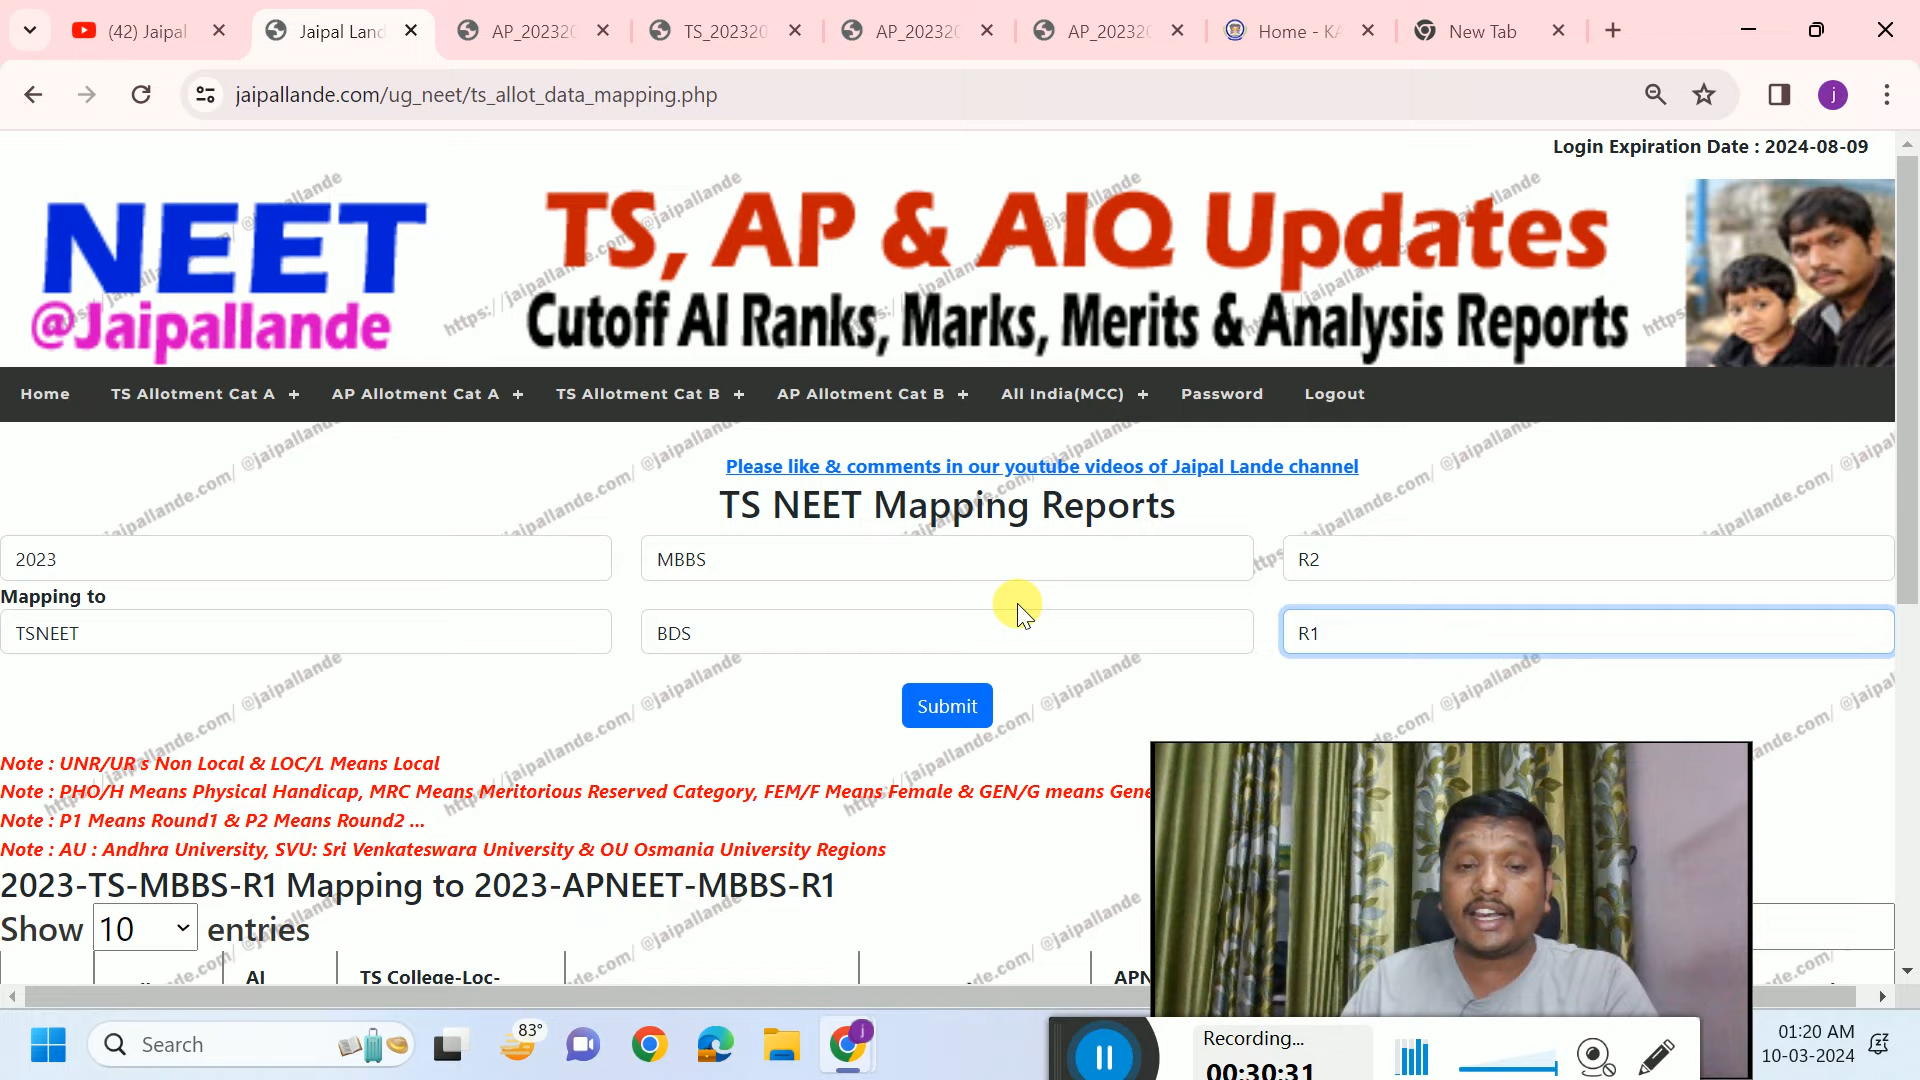 (42) Jaipal
Jaipal Land
AP_20232
TS_20232
AP_20232
AP_20232
Home - KA
New Tab
jaipallande.com/ug_neet/ts_allot_data_mapping.php
j
Login Expiration Date : 2024-08-09
NEET
@Jaipallande
TS, AP & AIQ Updates
Cutoff AI Ranks, Marks, Merits & Analysis Reports
Home
TS Allotment Cat A +
AP Allotment Cat A +
TS Allotment Cat B +
AP Allotment Cat B +
All India(MCC) +
Password
Logout
Please like & comments in our youtube videos of Jaipal Lande channel
TS NEET Mapping Reports
2023
MBBS
R2
Mapping to
TSNEET
BDS
R1
Submit
Note : UNR/UR s Non Local & LOC/L Means Local
Note : PHO/H Means Physical Handicap, MRC Means Meritorious Reserved Category, FEM/F Means Female & GEN/G means Gene
Note : P1 Means Round1 & P2 Means Round2 ...
Note : AU : Andhra University, SVU: Sri Venkateswara University & OU Osmania University Regions
2023-TS-MBBS-R1 Mapping to 2023-APNEET-MBBS-R1
Show 10 entries
AI
TS College-Loc-
APN
https://jaipallande.com/ @jaipallande
Search
83°
j
Recording...
00:30:31
01:20 AM
10-03-2024